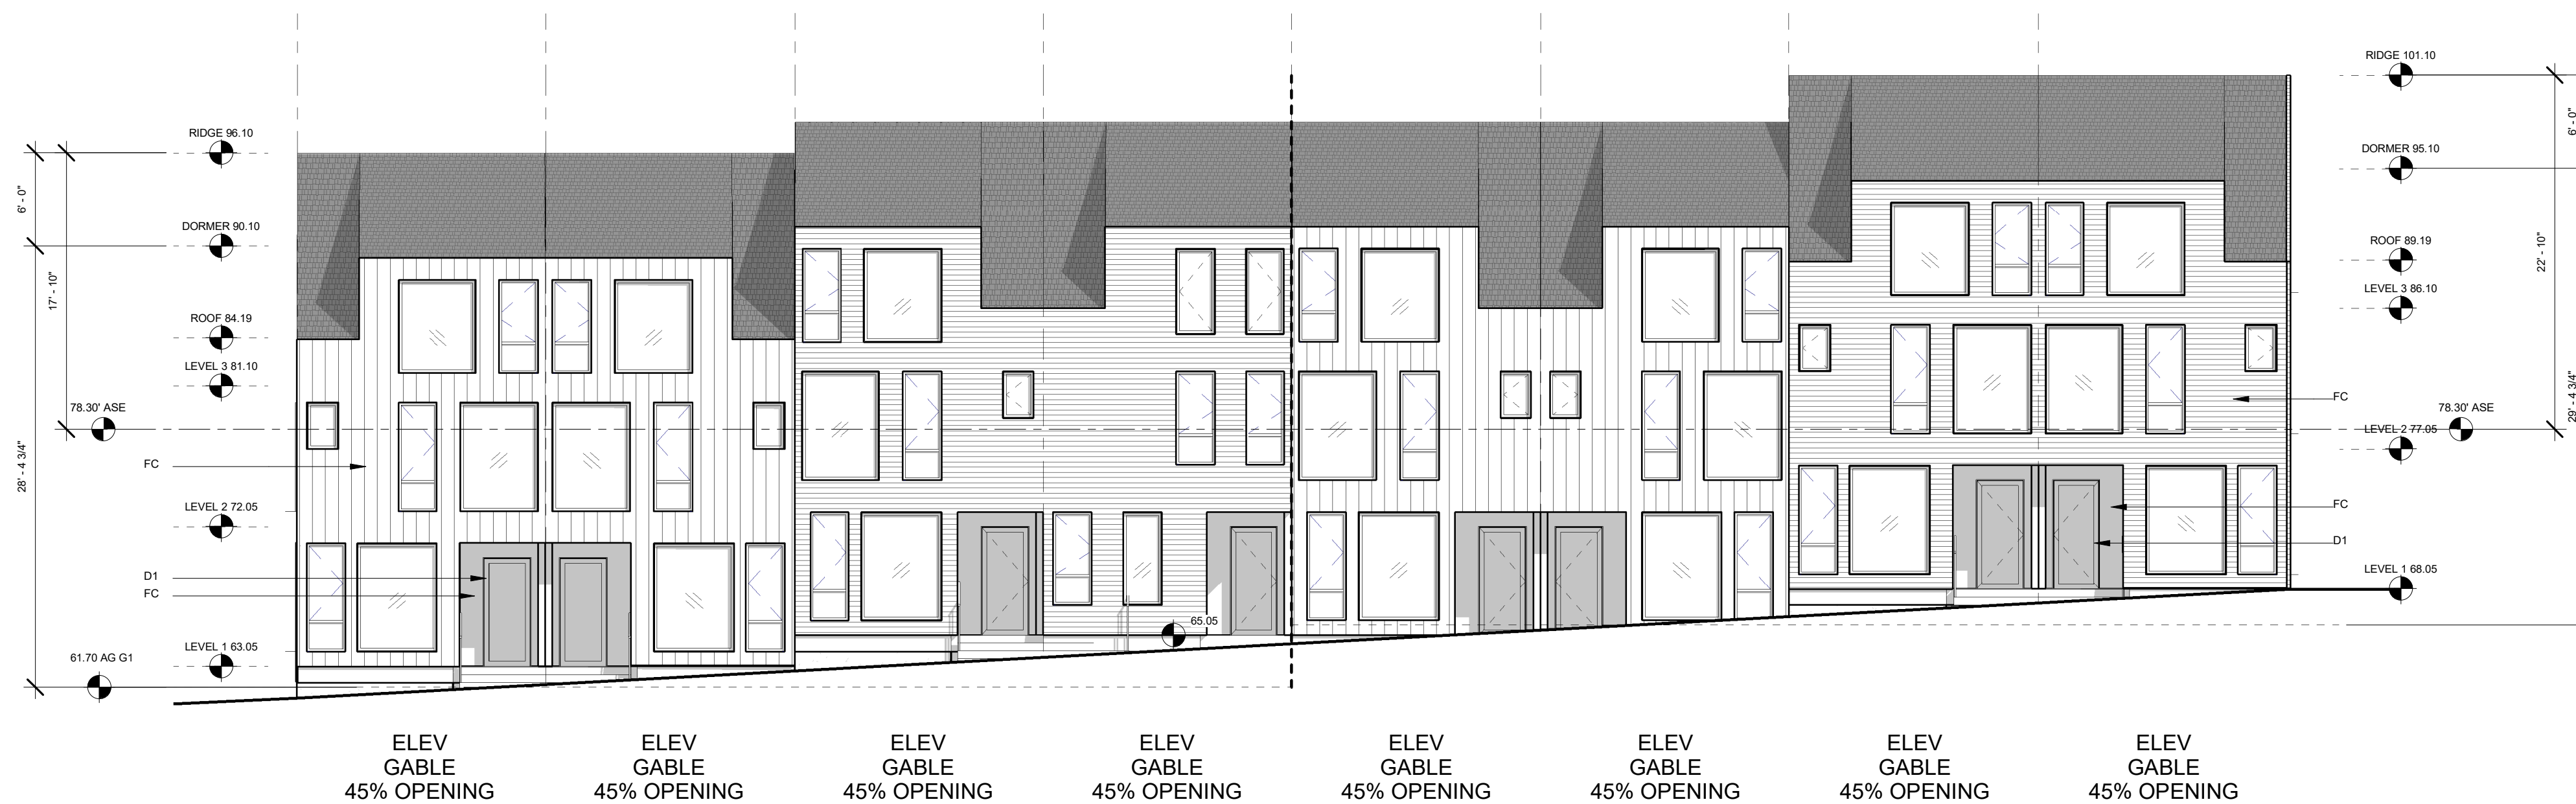 RIDGE 96.10
6' - 0"
DORMER 90.10
17' - 10"
ROOF 84.19
LEVEL 3 81.10
78.30' ASE
FC
28' - 4 3/4"
LEVEL 2 72.05
D1
FC
LEVEL 1 63.05
61.70 AG G1
65.05
RIDGE 101.10
6' - 0"
DORMER 95.10
ROOF 89.19
22' - 10"
LEVEL 3 86.10
29' - 4 3/4"
FC
78.30' ASE
LEVEL 2 77.05
FC
D1
LEVEL 1 68.05
ELEV
GABLE
45% OPENING
ELEV
GABLE
45% OPENING
ELEV
GABLE
45% OPENING
ELEV
GABLE
45% OPENING
ELEV
GABLE
45% OPENING
ELEV
GABLE
45% OPENING
ELEV
GABLE
45% OPENING
ELEV
GABLE
45% OPENING